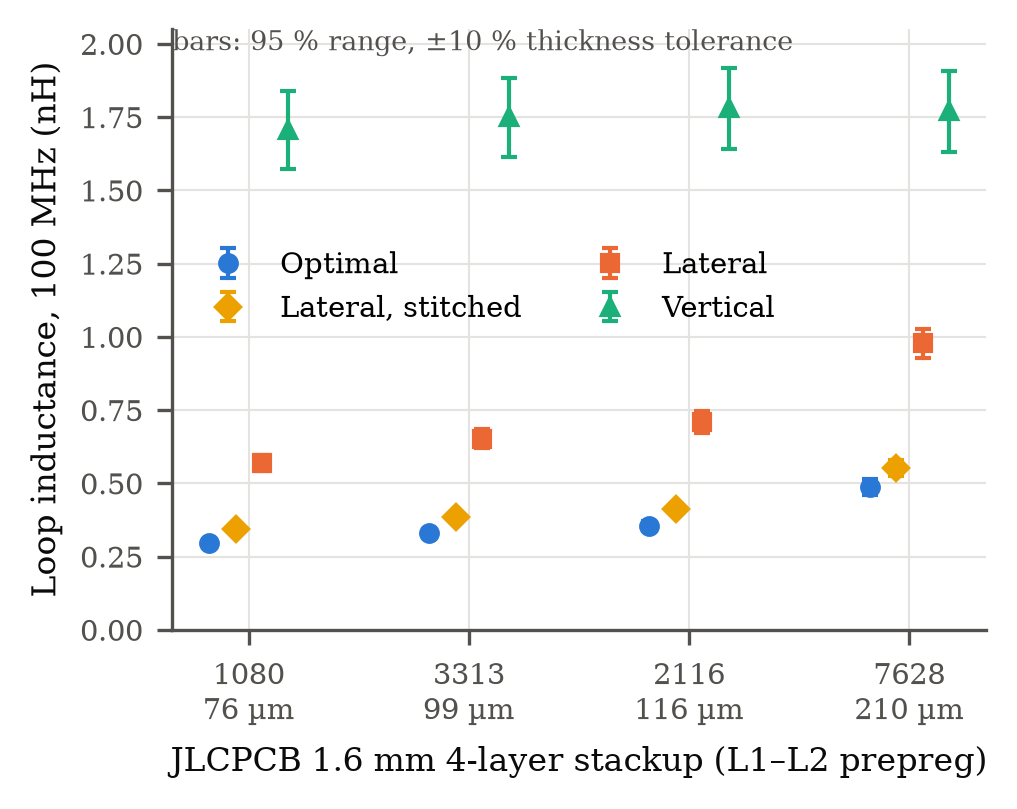 bars: 95 % range, ±10 % thickness tolerance
Loop inductance, 100 MHz (nH)
2.00
1.75
1.50
1.25
1.00
0.75
0.50
0.25
0.00
Optimal
Lateral
Lateral, stitched
Vertical
1080
76 µm
3313
99 µm
2116
116 µm
7628
210 µm
JLCPCB 1.6 mm 4-layer stackup (L1–L2 prepreg)